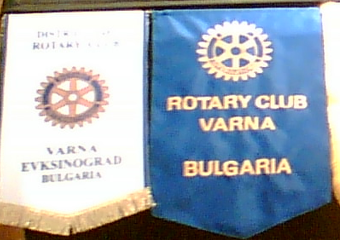 ROTARY CLUB
VARNA
EVKSINOGRAD
BULGARIA
ROTARY CLUB
VARNA
BULGARIA